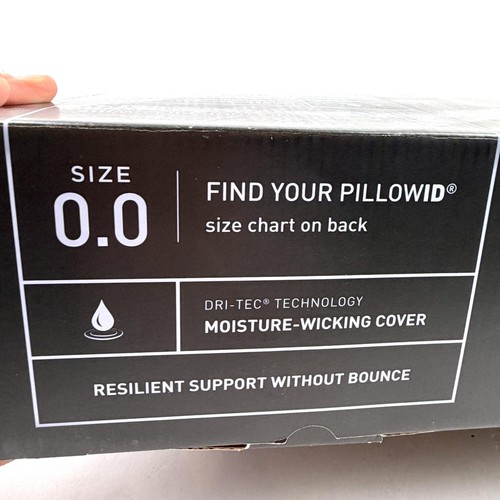 SIZE
0.0
FIND YOUR PILLOWID®
size chart on back
DRI-TEC® TECHNOLOGY
MOISTURE-WICKING COVER
RESILIENT SUPPORT WITHOUT BOUNCE